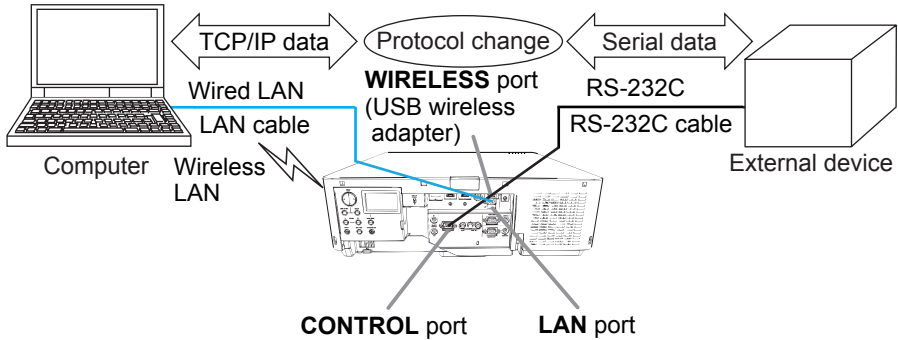 TCP/IP data
Protocol change
Serial data
WIRELESS port
(USB wireless
adapter)
Wired LAN
LAN cable
RS-232C
RS-232C cable
Computer
Wireless
LAN
External device
CONTROL port
LAN port